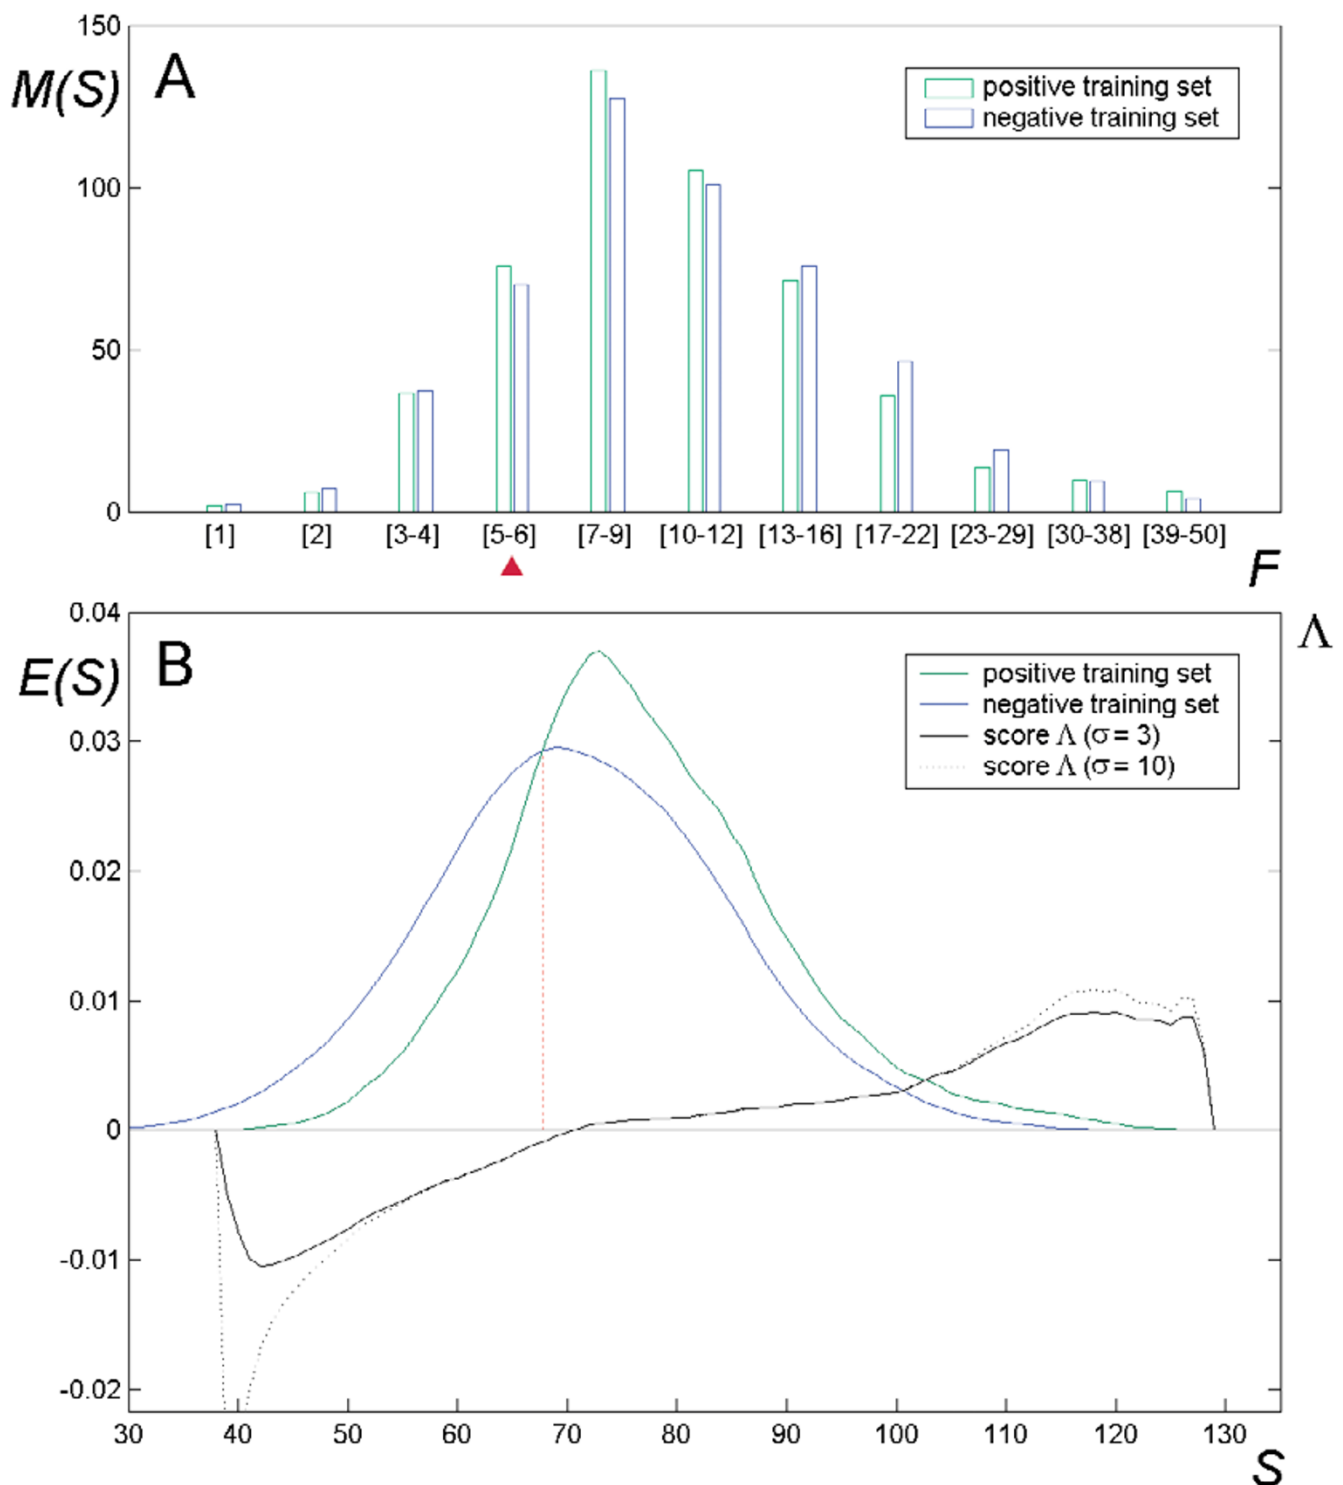 150
M(S)
A
positive training set
negative training set
100
50
0
[1] [2] [3-4] [5-6] [7-9] [10-12] [13-16] [17-22] [23-29] [30-38] [39-50]
F
0.04
Λ
E(S)
B
positive training set
negative training set
score Λ (σ = 3)
score Λ (σ = 10)
0.03
0.02
0.01
0
-0.01
-0.02
30 40 50 60 70 80 90 100 110 120 130
S